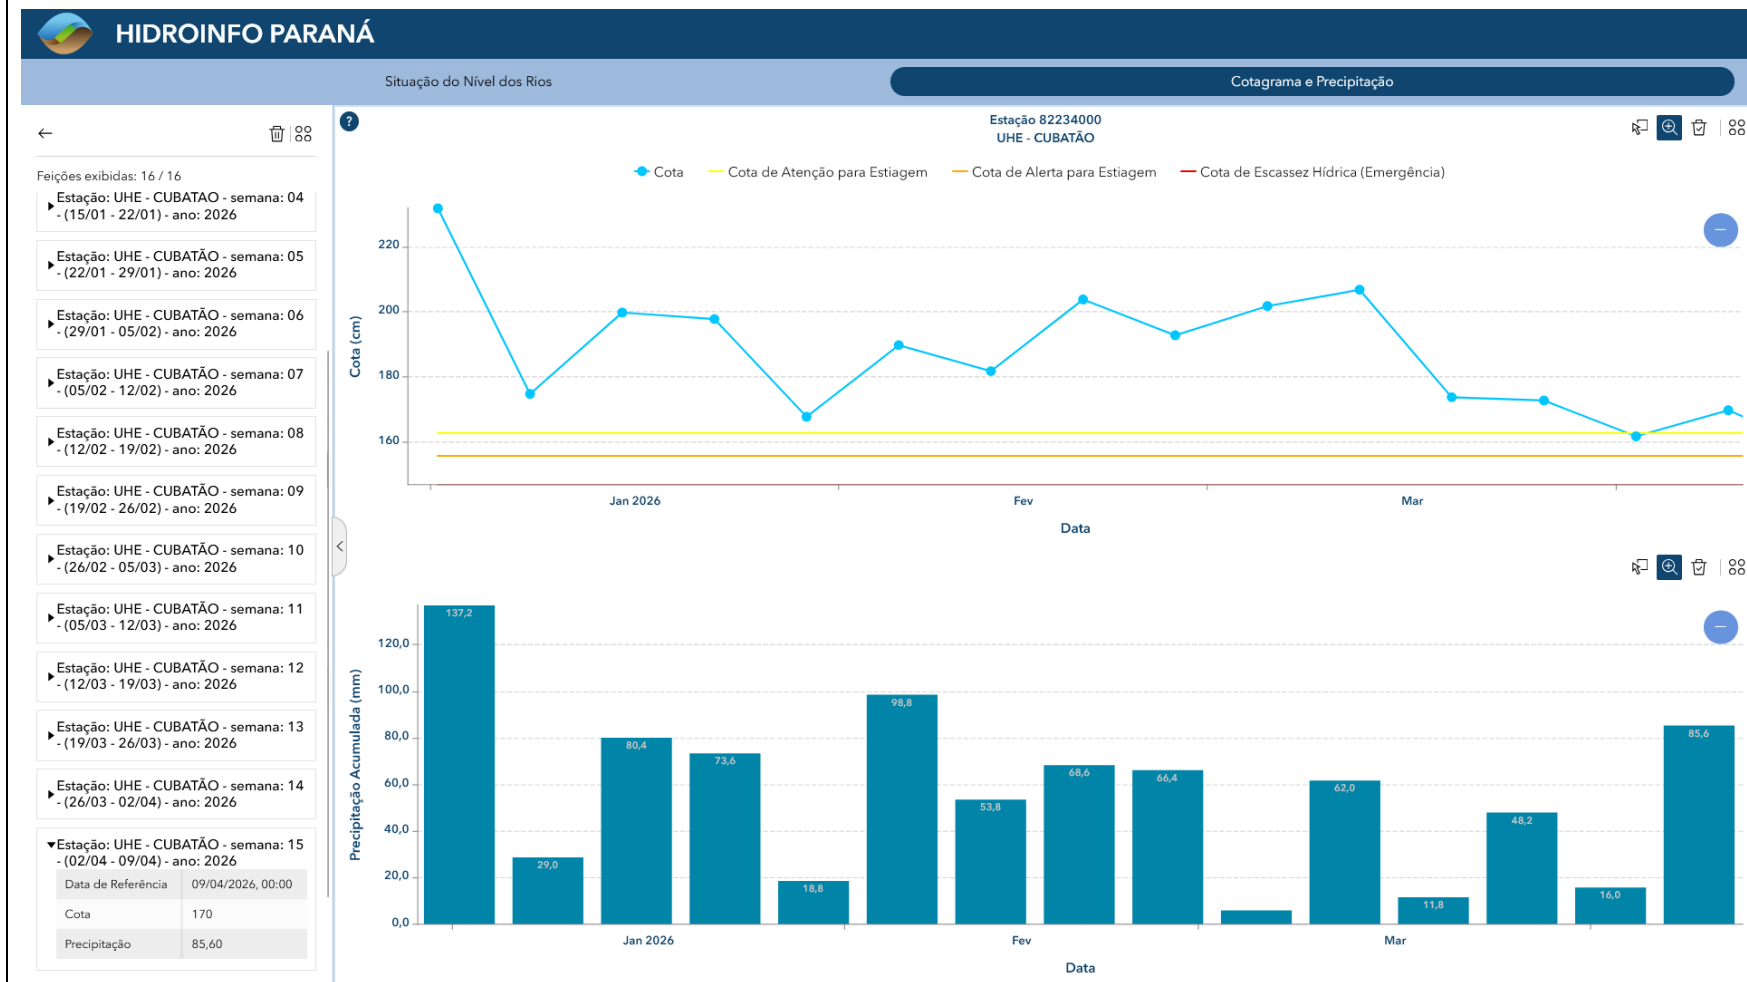 HIDROINFO PARANÁ
Situação do Nível dos Rios
Cotagrama e Precipitação
Feições exibidas: 16 / 16
Estação: UHE - CUBATÃO - semana: 04
- (15/01 - 22/01) - ano: 2026
Estação: UHE - CUBATÃO - semana: 05
- (22/01 - 29/01) - ano: 2026
Estação: UHE - CUBATÃO - semana: 06
- (29/01 - 05/02) - ano: 2026
Estação: UHE - CUBATÃO - semana: 07
- (05/02 - 12/02) - ano: 2026
Estação: UHE - CUBATÃO - semana: 08
- (12/02 - 19/02) - ano: 2026
Estação: UHE - CUBATÃO - semana: 09
- (19/02 - 26/02) - ano: 2026
Estação: UHE - CUBATÃO - semana: 10
- (26/02 - 05/03) - ano: 2026
Estação: UHE - CUBATÃO - semana: 11
- (05/03 - 12/03) - ano: 2026
Estação: UHE - CUBATÃO - semana: 12
- (12/03 - 19/03) - ano: 2026
Estação: UHE - CUBATÃO - semana: 13
- (19/03 - 26/03) - ano: 2026
Estação: UHE - CUBATÃO - semana: 14
- (26/03 - 02/04) - ano: 2026
Estação: UHE - CUBATÃO - semana: 15
- (02/04 - 09/04) - ano: 2026
Data de Referência 09/04/2026, 00:00
Cota 170
Precipitação 85,60
?
Estação 82234000
UHE - CUBATÃO
Cota
Cota de Atenção para Estiagem
Cota de Alerta para Estiagem
Cota de Escassez Hídrica (Emergência)
Cota (cm)
220
200
180
160
Jan 2026
Fev
Mar
Data
Precipitação Acumulada (mm)
120,0
100,0
80,0
60,0
40,0
20,0
0,0
137,2
29,0
80,4
73,6
18,8
98,8
53,8
68,6
66,4
62,0
11,8
48,2
16,0
85,6
Jan 2026
Fev
Mar
Data